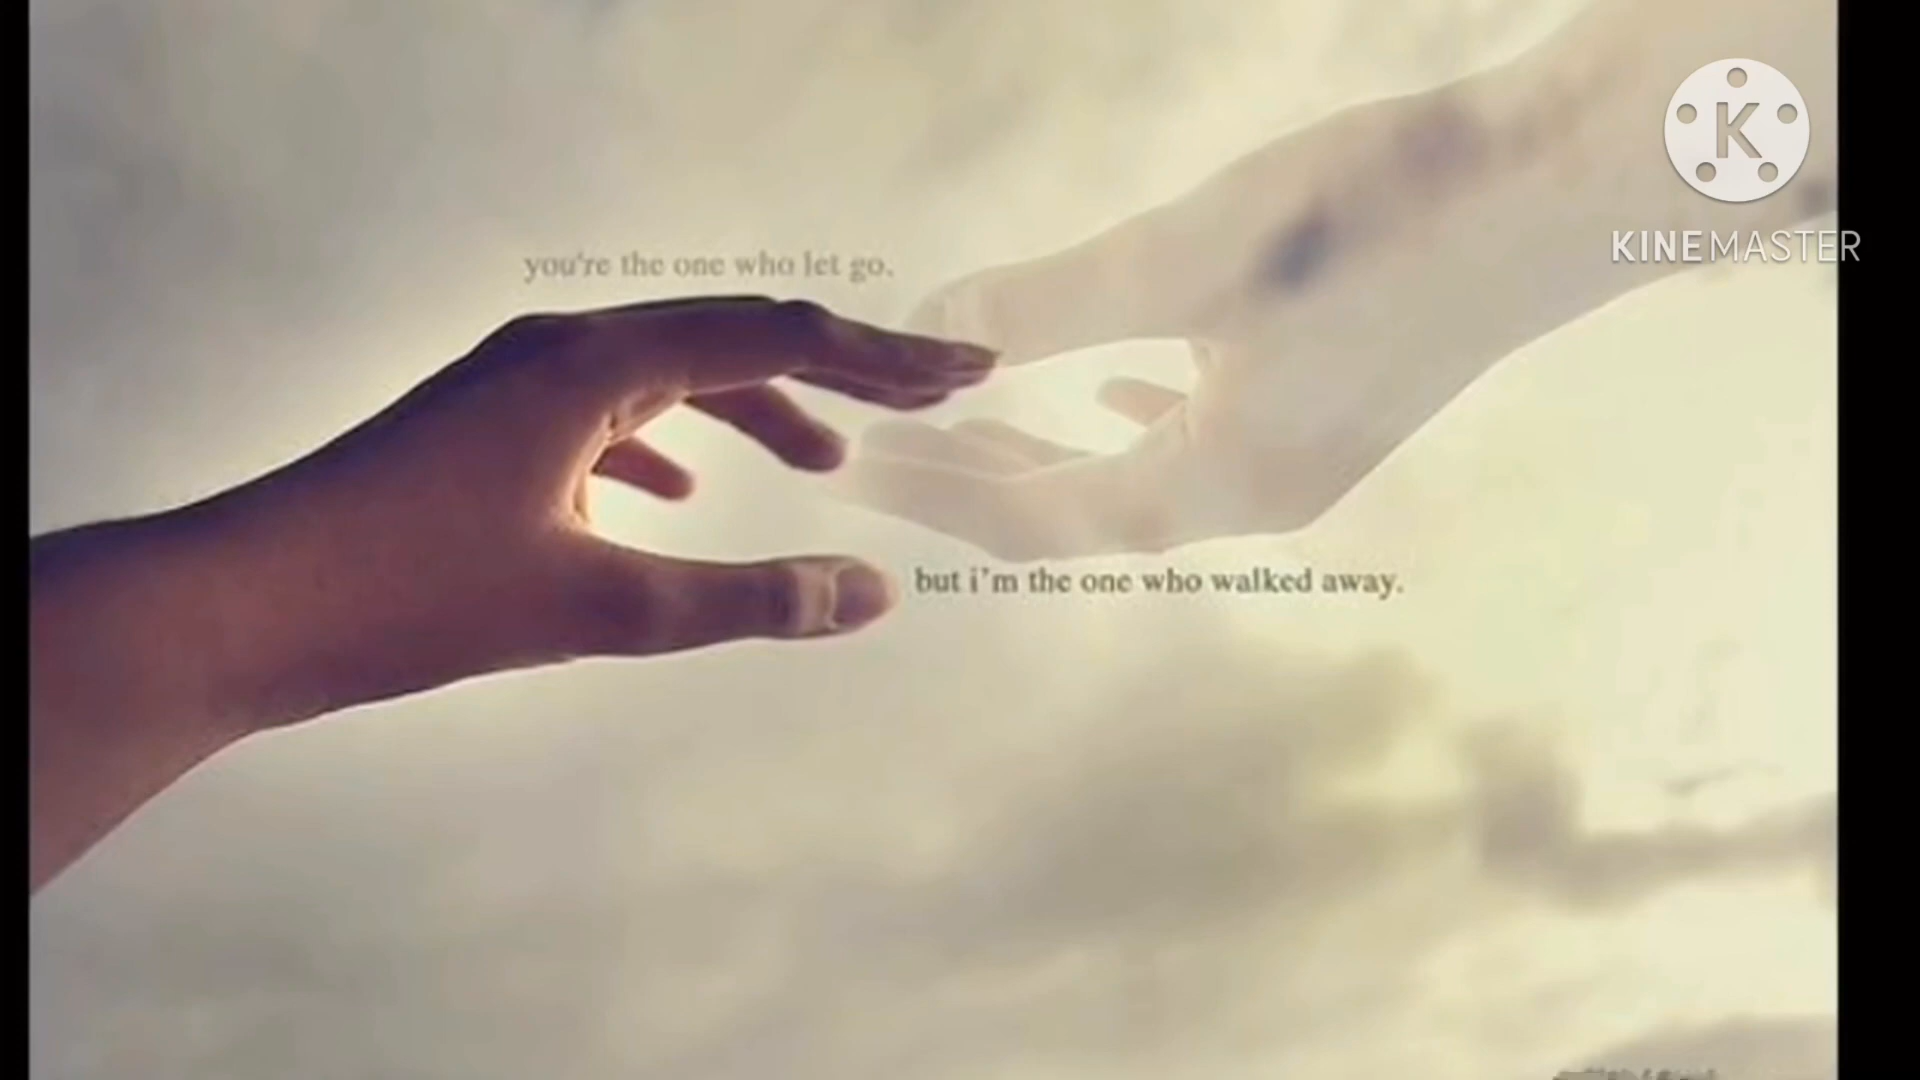 K
KINEMASTER
you're the one who let go.
but i'm the one who walked away.